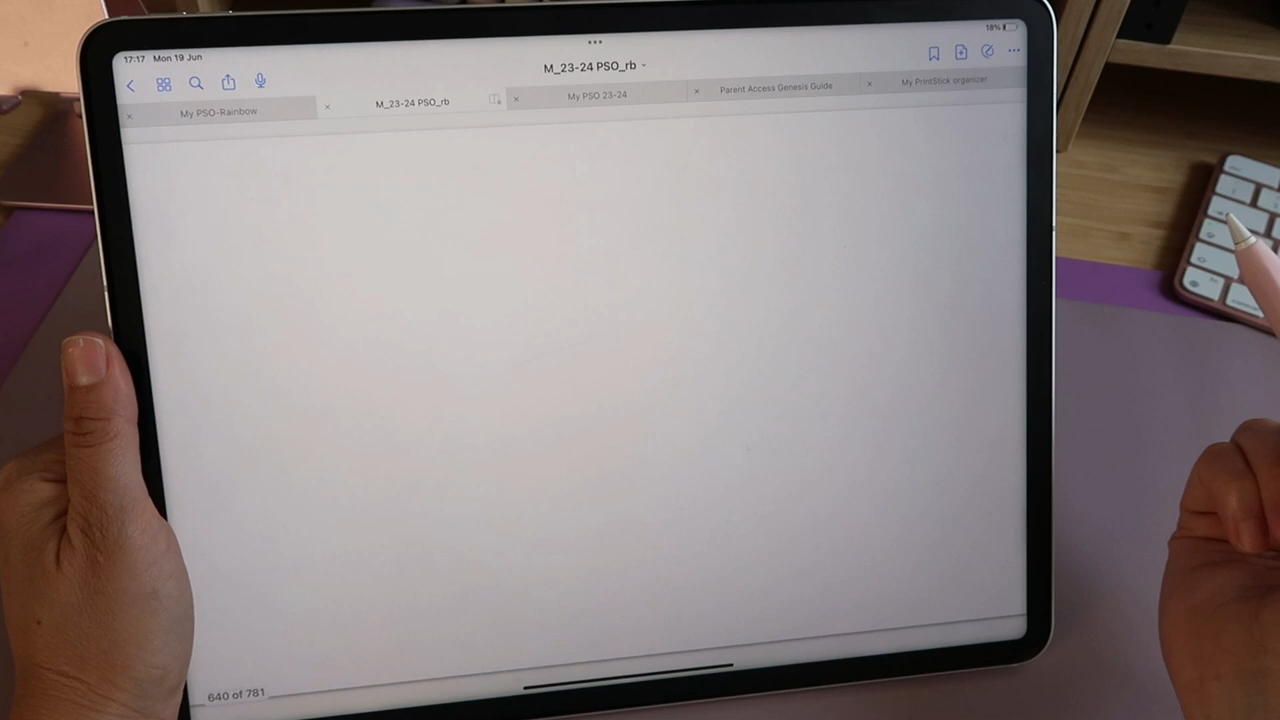 17:17 Mon 19 Jun
18%
M_23-24 PSO_rb
My PSO-Rainbow
M_23-24 PSO_rb
My PSO 23-24
Parent Access Genesis Guide
My PrintStick organizer
640 of 781